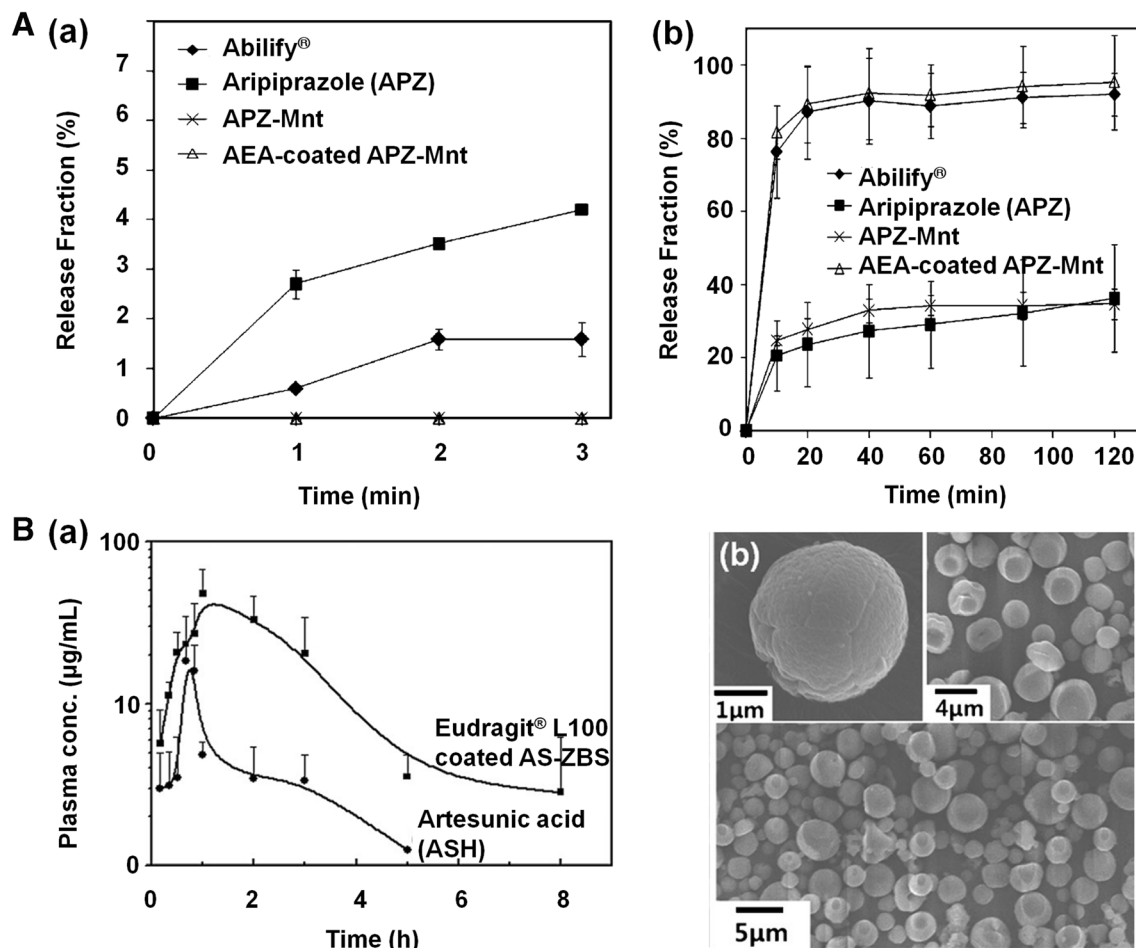 A (a)
7
6
5
4
3
2
1
0
Release Fraction (%)
Abilify®
Aripiprazole (APZ)
APZ-Mnt
AEA-coated APZ-Mnt
0 1 2 3
Time (min)
(b)
100
80
60
40
20
0
Release Fraction (%)
Abilify®
Aripiprazole (APZ)
APZ-Mnt
AEA-coated APZ-Mnt
0 20 40 60 80 100 120
Time (min)
B (a)
100
10
0
Plasma conc. (µg/mL)
Eudragit® L100
coated AS-ZBS
Artesunic acid
(ASH)
0 2 4 6 8
Time (h)
(b)
1µm
4µm
5µm